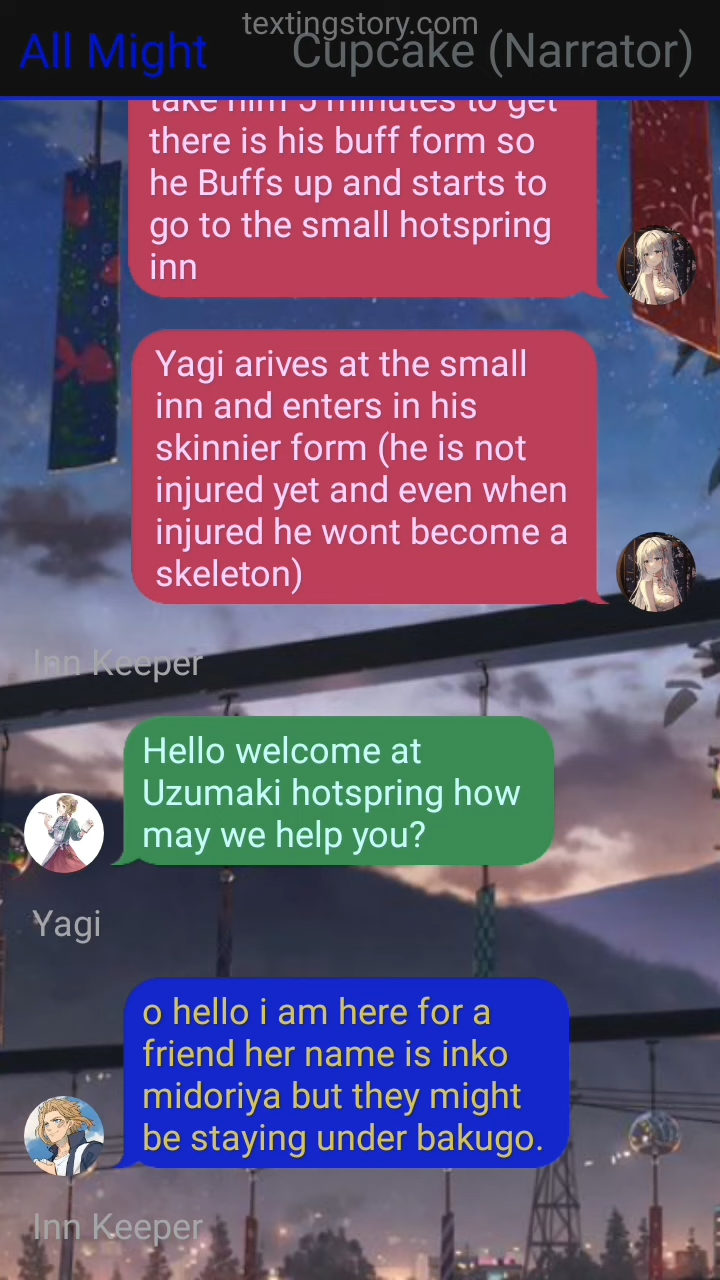 textingstory.com
All Might
Cupcake (Narrator)
take him 5 minutes to get
there is his buff form so
he Buffs up and starts to
go to the small hotspring
inn
Yagi arives at the small
inn and enters in his
skinnier form (he is not
injured yet and even when
injured he wont become a
skeleton)
Inn Keeper
Hello welcome at
Uzumaki hotspring how
may we help you?
Yagi
o hello i am here for a
friend her name is inko
midoriya but they might
be staying under bakugo.
Inn Keeper